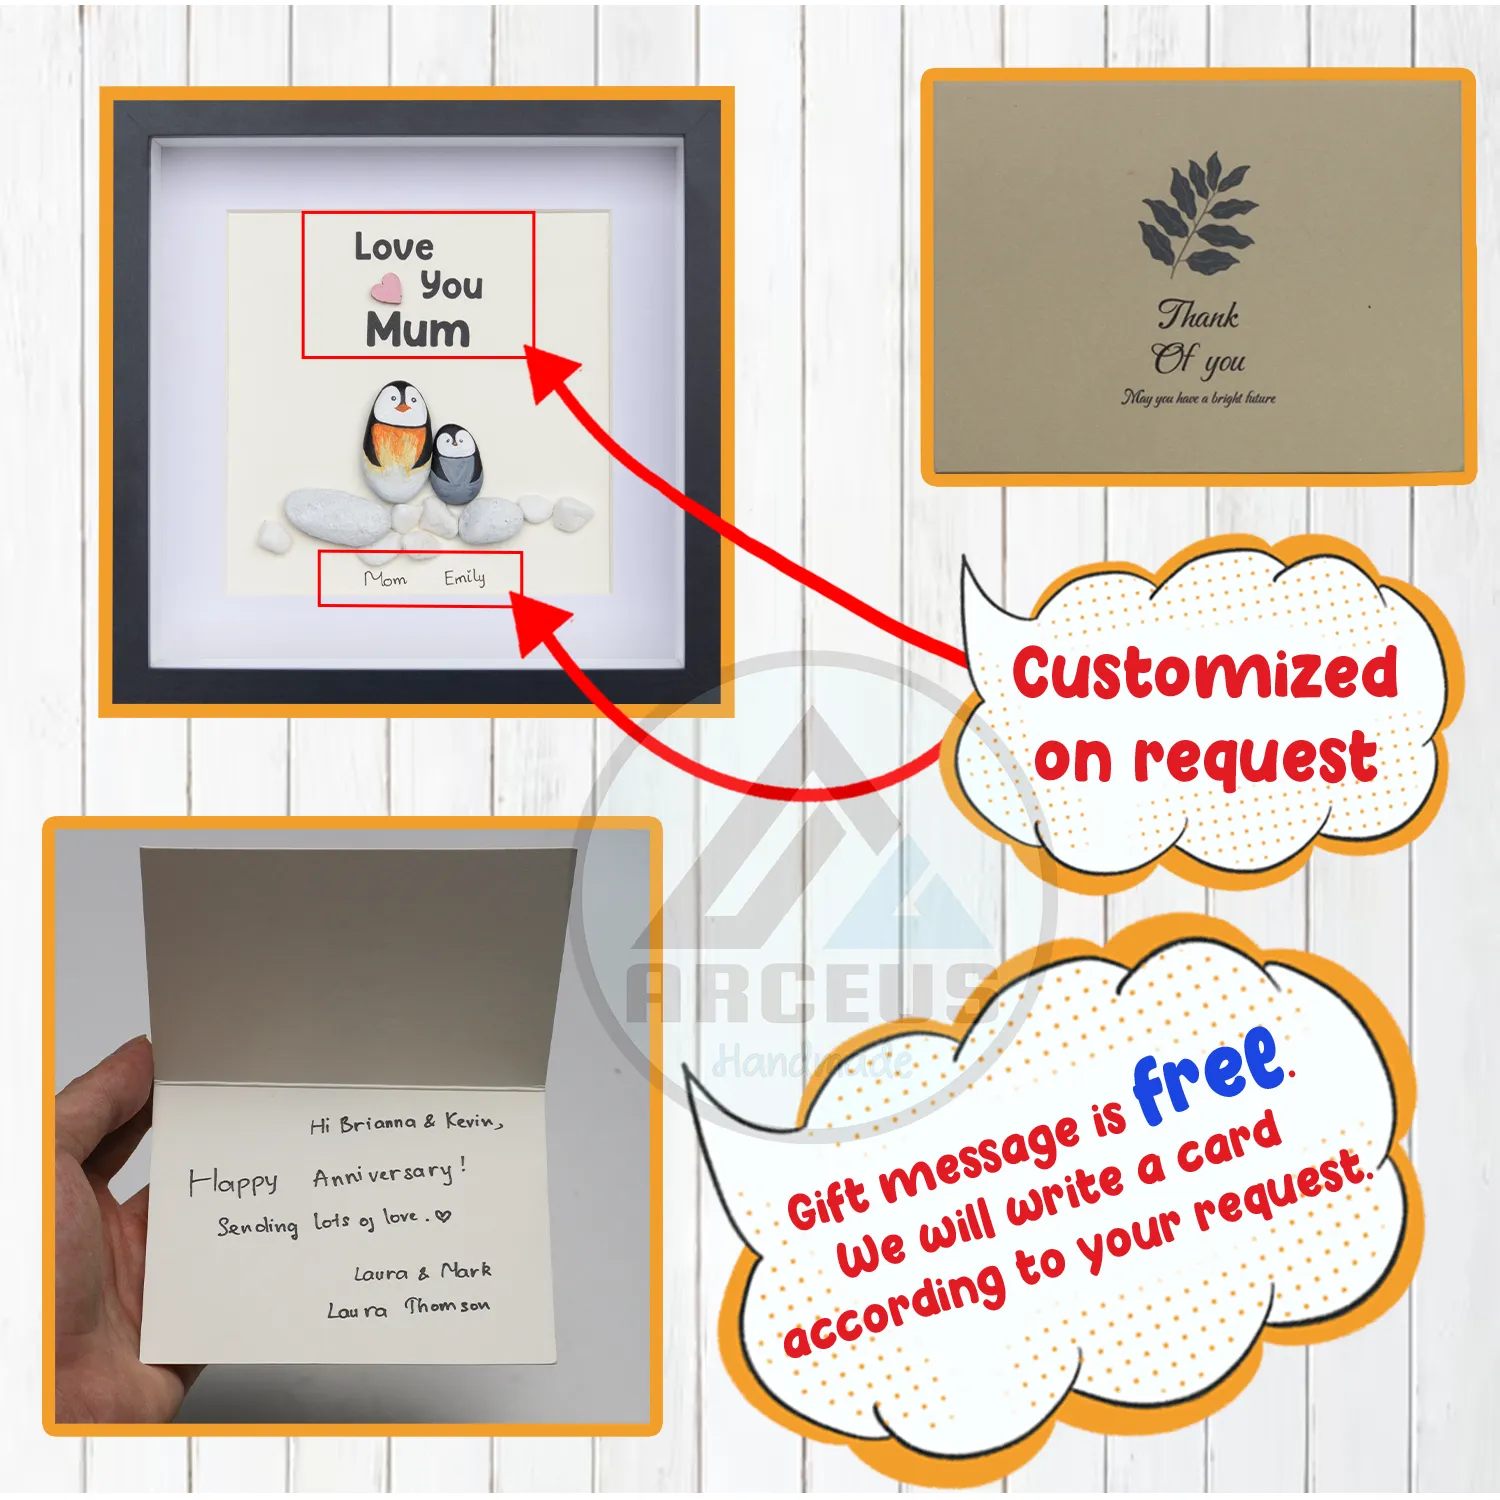 Love
You
Mum
Mom Emily
Thank
Of you
May you have a bright future
Customized
on request
ARCEUS
Handmade
Hi Brianna & Kevin,
Happy Anniversary!
Sending lots of love. ♡
Laura & Mark
Laura Thomson
Gift message is free.
We will write a card
according to your request.